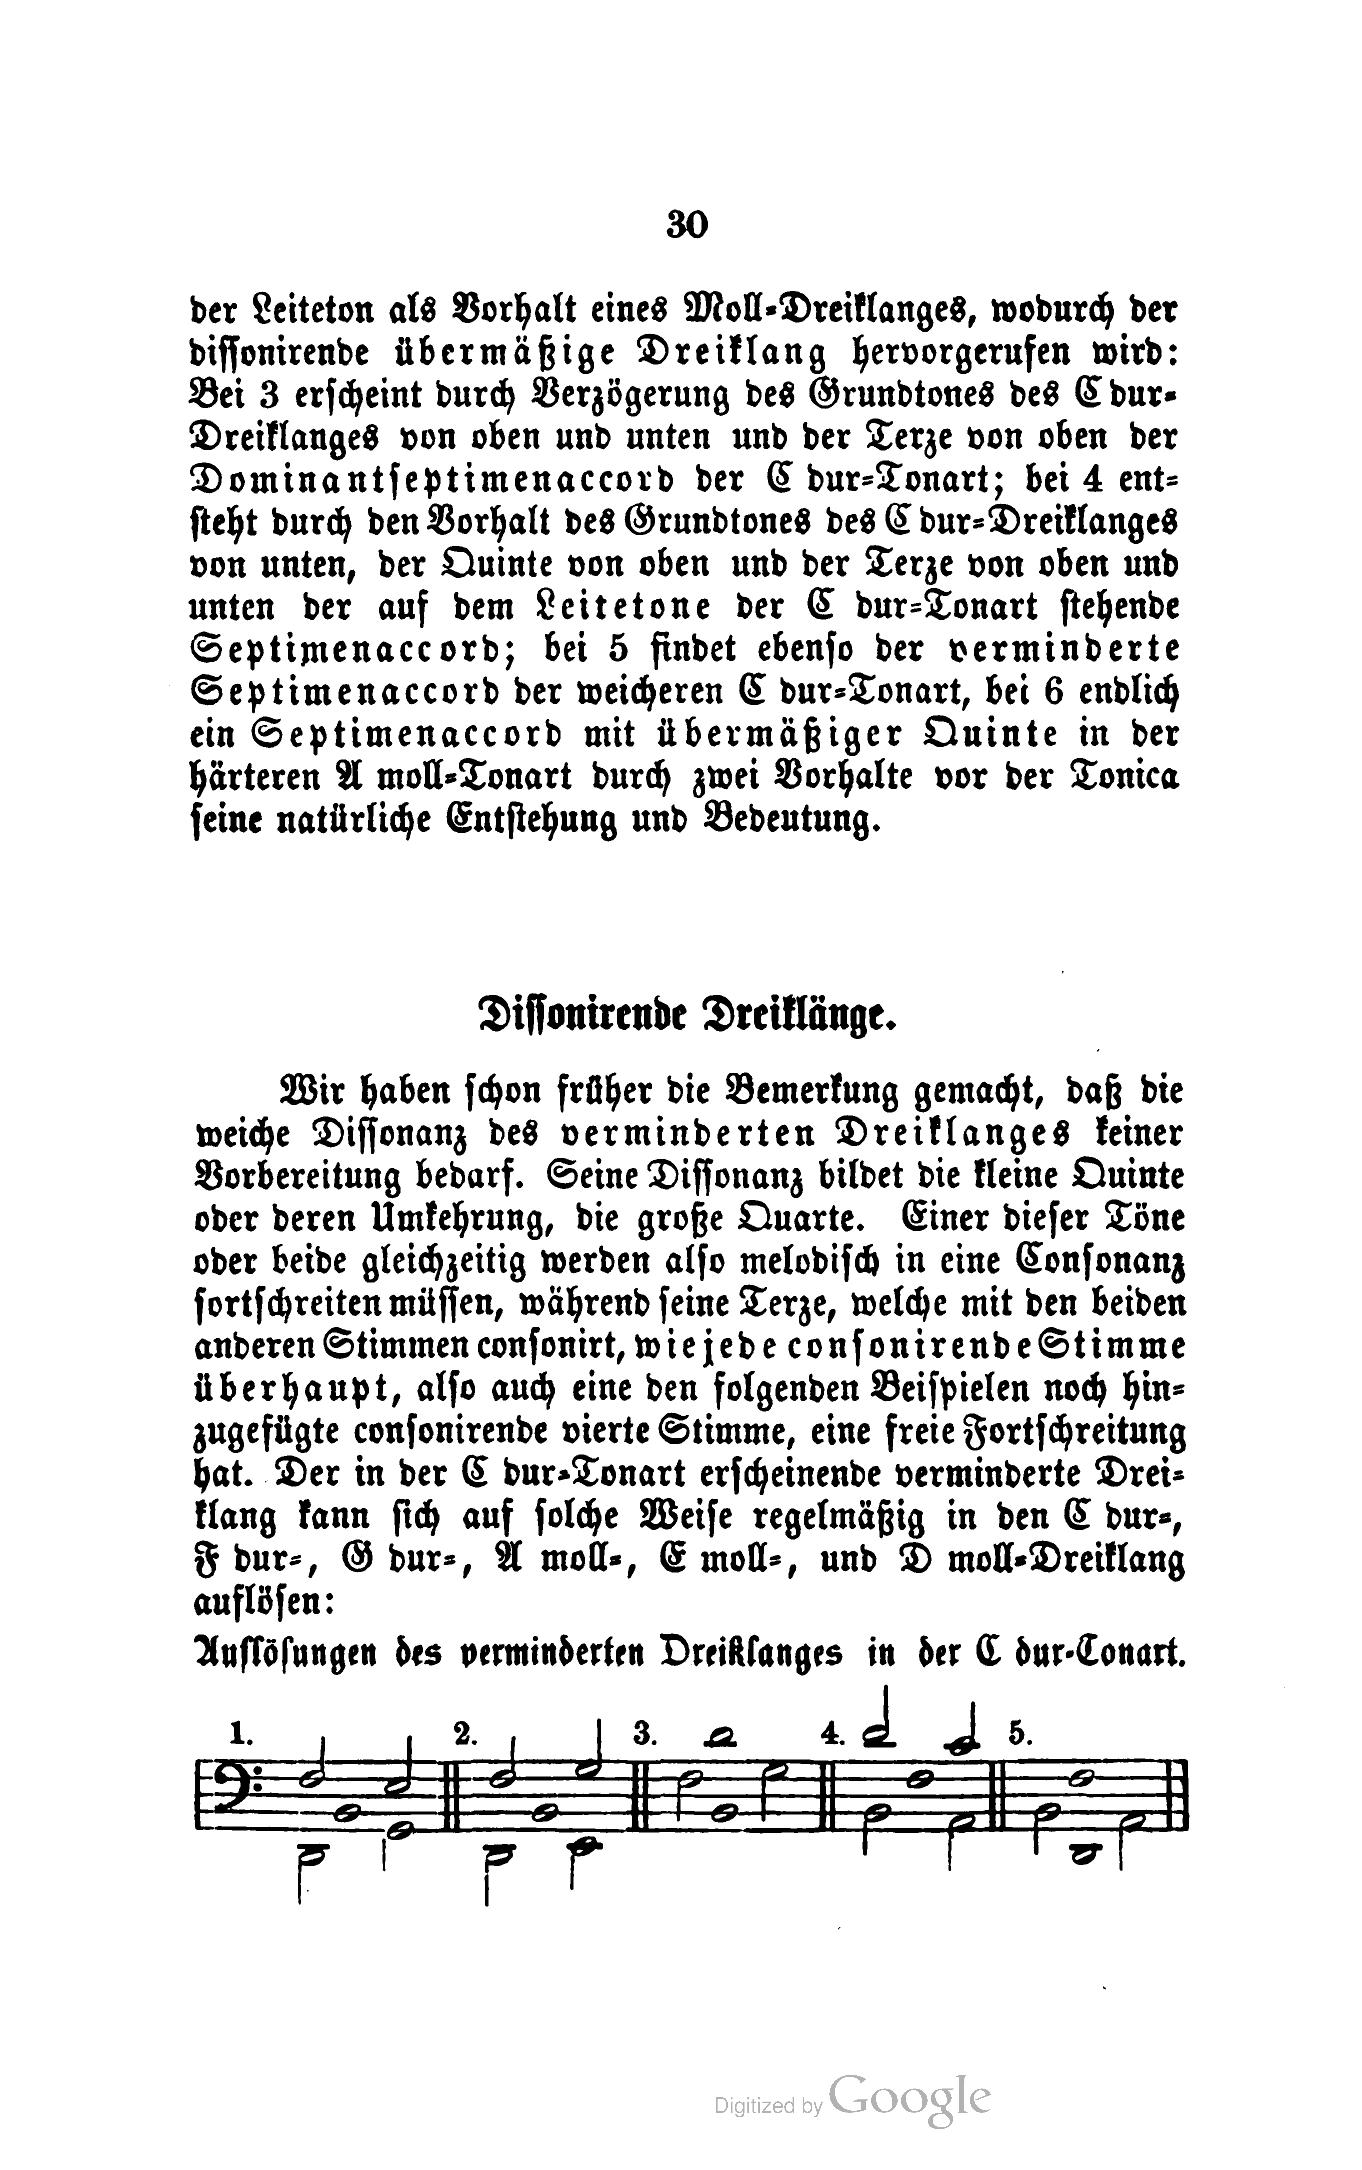 30
der Leiteton als Vorhalt eines Moll-Dreiklanges, wodurch der
dissonirende übermäßige Dreiklang hervorgerufen wird:
Bei 3 erscheint durch Verzögerung des Grundtones des C dur-
Dreiklanges von oben und unten und der Terze von oben der
Dominantseptimenaccord der C dur-Tonart; bei 4 ent-
steht durch den Vorhalt des Grundtones des C dur-Dreiklanges
von unten, der Quinte von oben und der Terze von oben und
unten der auf dem Leitetone der C dur-Tonart stehende
Septimenaccord; bei 5 findet ebenso der verminderte
Septimenaccord der weicheren C dur-Tonart, bei 6 endlich
ein Septimenaccord mit übermäßiger Quinte in der
härteren A moll-Tonart durch zwei Vorhalte vor der Tonica
seine natürliche Entstehung und Bedeutung.
Dissonirende Dreiklänge.
Wir haben schon früher die Bemerkung gemacht, daß die
weiche Dissonanz des verminderten Dreiklanges keiner
Vorbereitung bedarf. Seine Dissonanz bildet die kleine Quinte
oder deren Umkehrung, die große Quarte. Einer dieser Töne
oder beide gleichzeitig werden also melodisch in eine Consonanz
fortschreiten müssen, während seine Terze, welche mit den beiden
anderen Stimmen consonirt, wie jede consonirende Stimme
überhaupt, also auch eine den folgenden Beispielen noch hin-
zugefügte consonirende vierte Stimme, eine freie Fortschreitung
hat. Der in der C dur-Tonart erscheinende verminderte Drei-
klang kann sich auf solche Weise regelmäßig in den C dur-,
F dur-, G dur-, A moll-, E moll-, und D moll-Dreiklang
auflösen:
Auflösungen des verminderten Dreiklanges in der C dur-Tonart.
1. 2. 3. 4. 5.
Digitized by Google